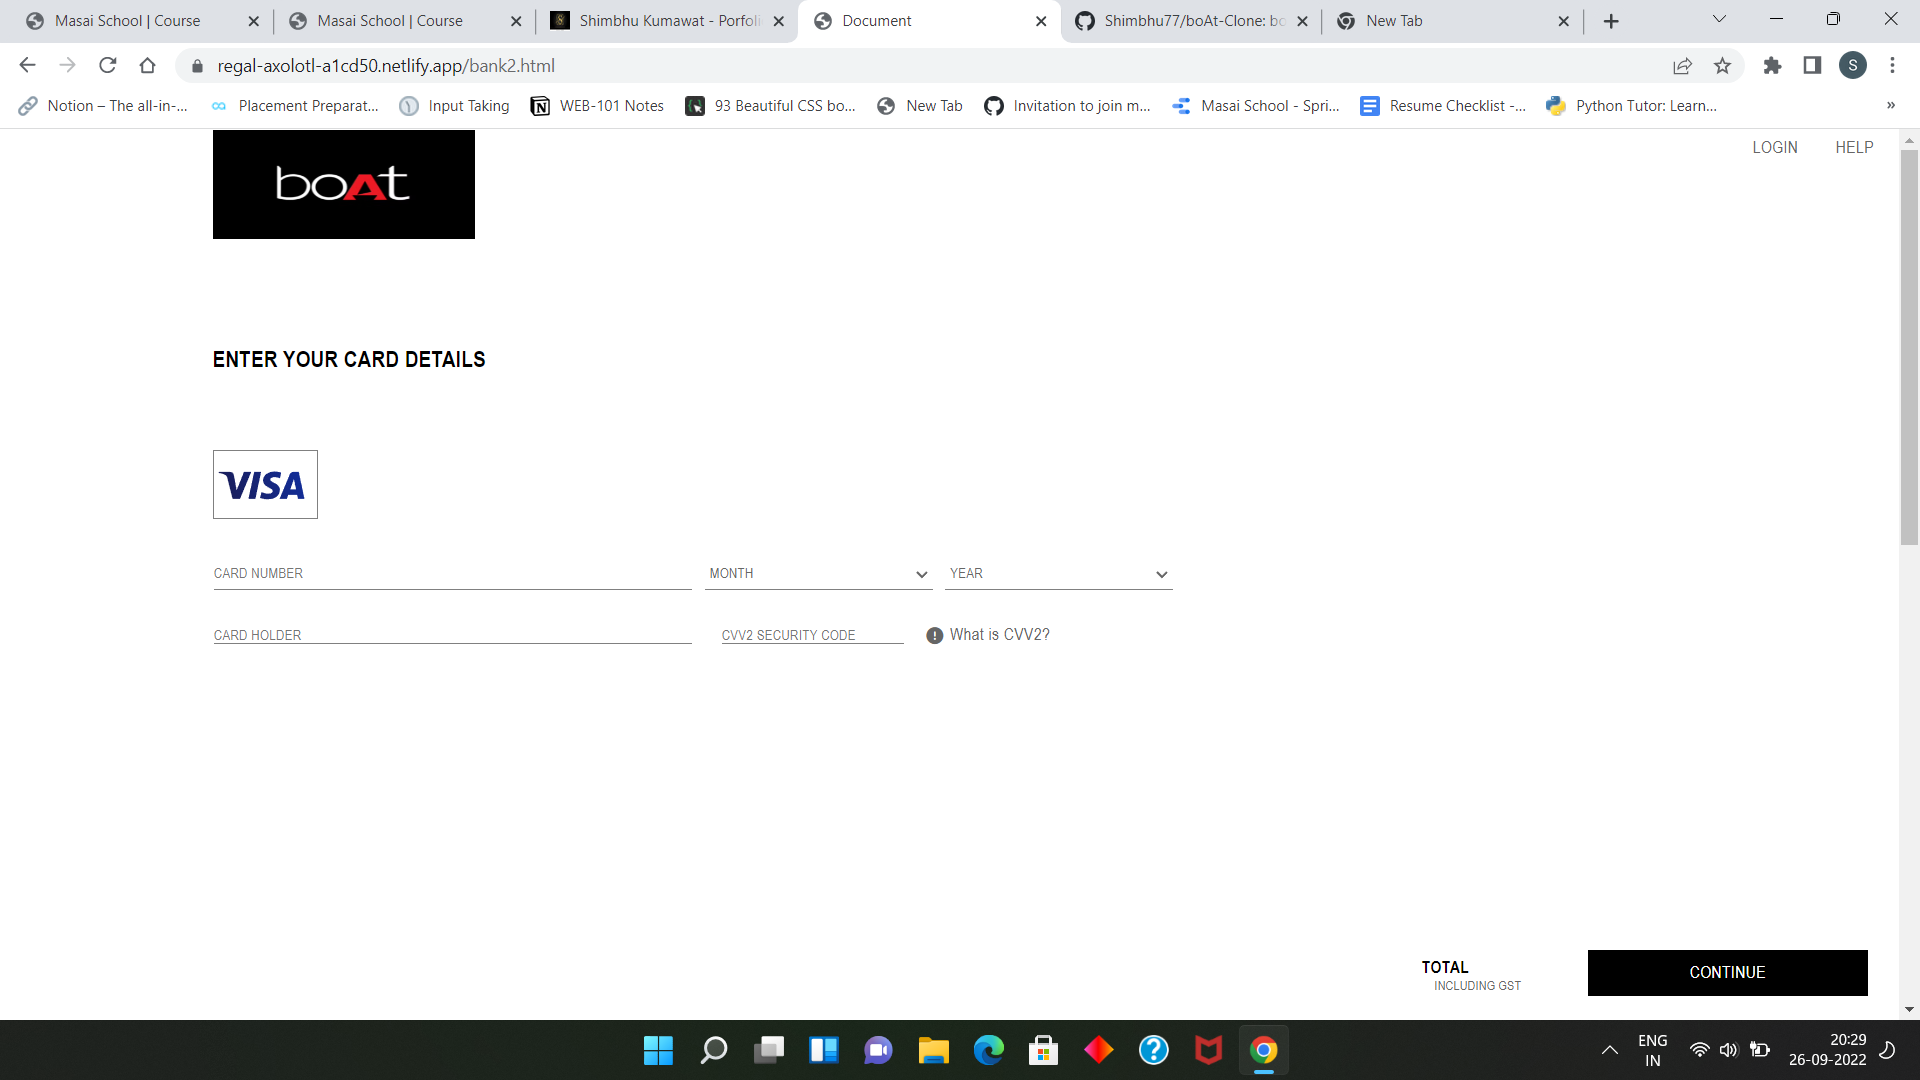 Masai School | Course
Masai School | Course
Shimbhu Kumawat - Porfoli
Document
Shimbhu77/boAt-Clone: bo
New Tab
regal-axolotl-a1cd50.netlify.app/bank2.html
S
Notion – The all-in-...
Placement Preparat...
Input Taking
WEB-101 Notes
93 Beautiful CSS bo...
New Tab
Invitation to join m...
Masai School - Spri...
Resume Checklist -...
Python Tutor: Learn...
»
boAt
LOGIN
HELP
ENTER YOUR CARD DETAILS
VISA
CARD NUMBER
MONTH
YEAR
CARD HOLDER
CVV2 SECURITY CODE
What is CVV2?
TOTAL
INCLUDING GST
CONTINUE
ENG
IN
20:29
26-09-2022